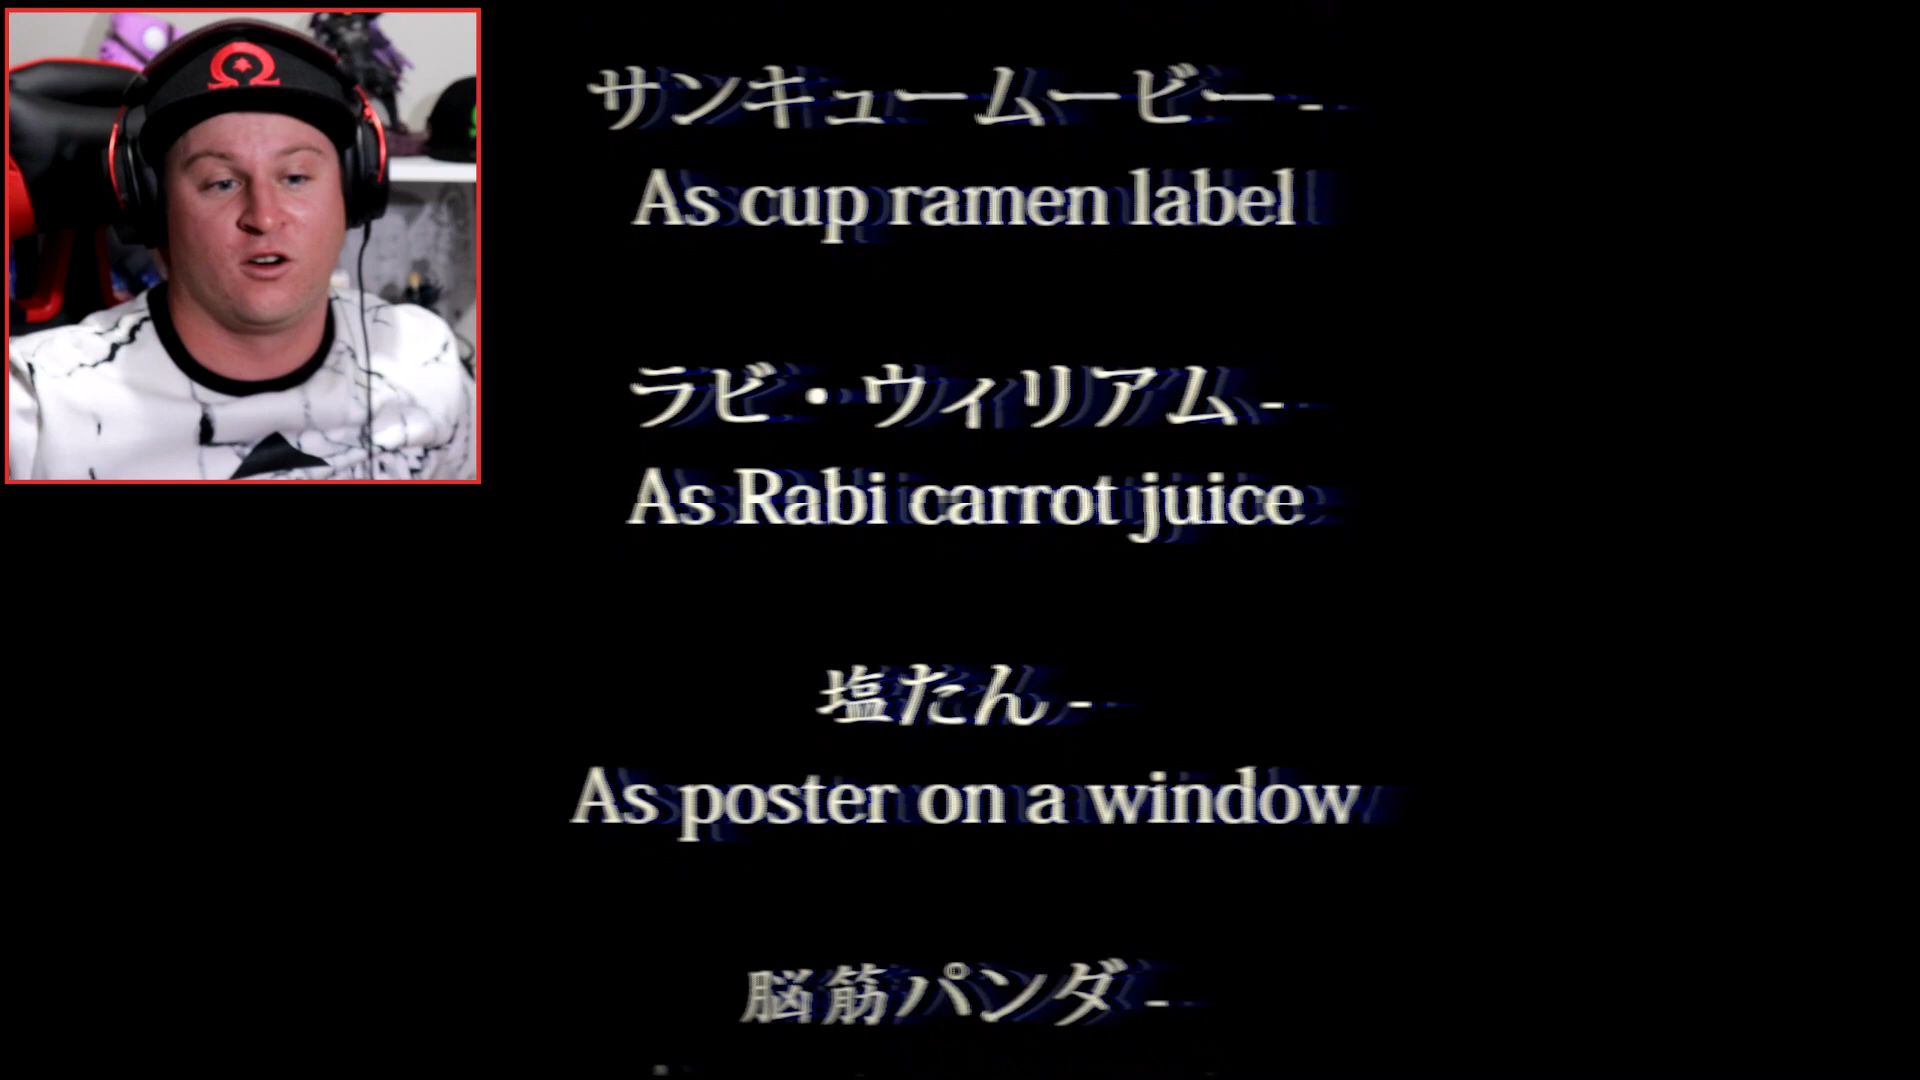 サンキュームービー -
As cup ramen label
ラビ・ウィリアム -
As Rabi carrot juice
塩たん -
As poster on a window
脳筋パンダ -